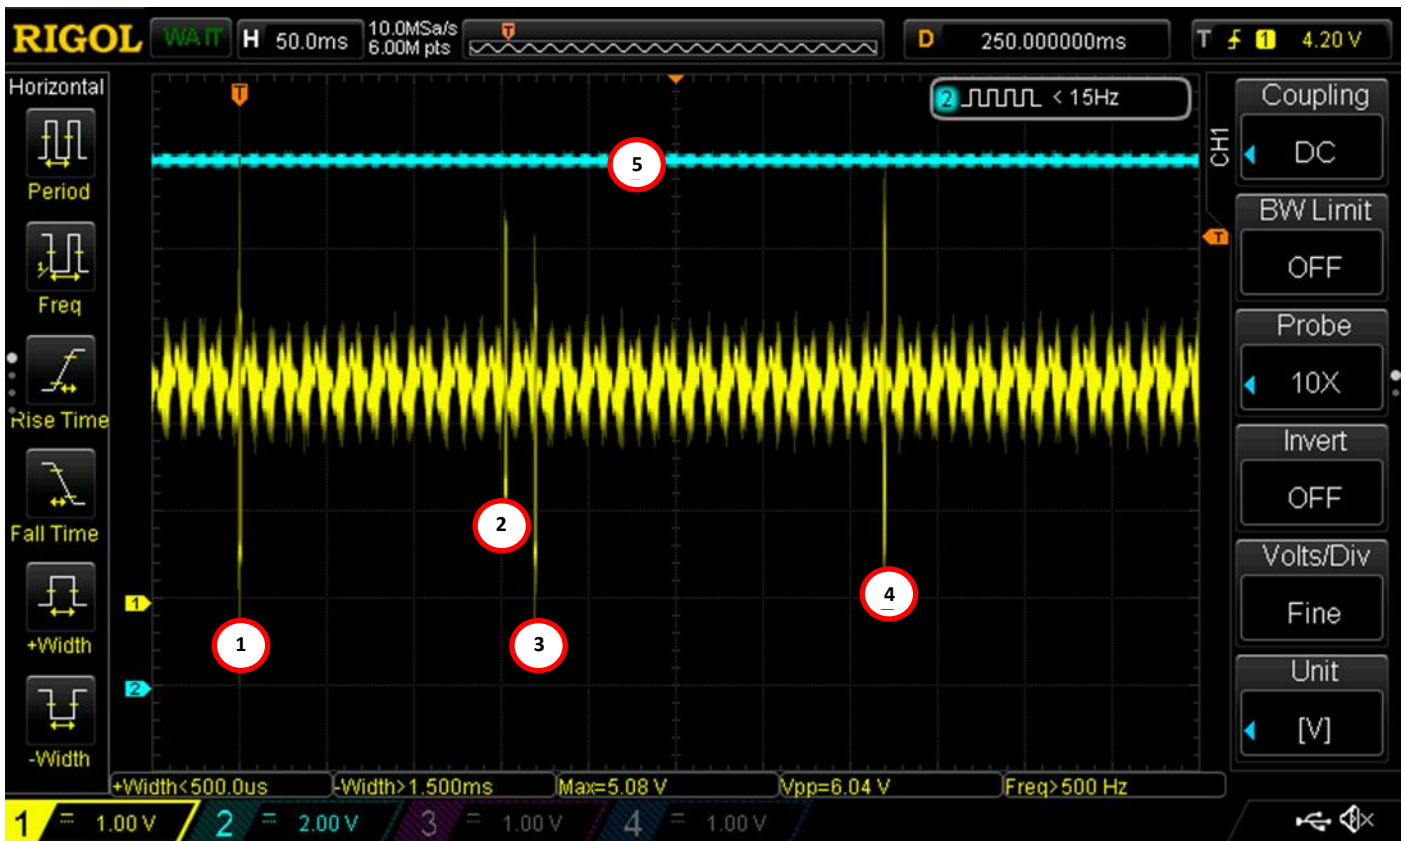 RIGOL WAIT H 50.0ms 10.0MSa/s D 250.000000ms T 1 4.20 V
6.00M pts
T
Horizontal
Period
Freq
Rise Time
Fall Time
+Width
-Width
T
2 < 15Hz
5
T
2
1
4
1
3
2
CH1
Coupling
DC
BW Limit
OFF
Probe
10X
Invert
OFF
Volts/Div
Fine
Unit
[V]
+Width<500.0us -Width>1.500ms Max=5.08 V Vpp=6.04 V Freq>500 Hz
1 1.00 V 2 2.00 V 3 1.00 V 4 1.00 V